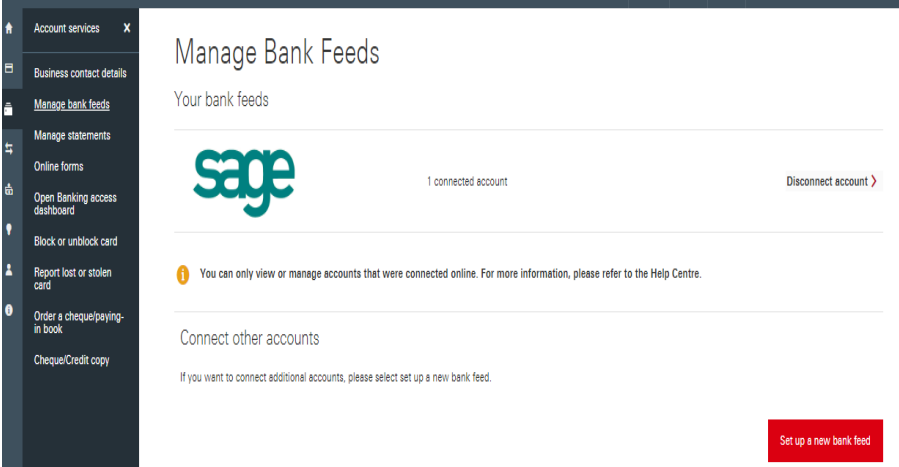 Account services X
Business contact details
Manage bank feeds
Manage statements
Online forms
Open Banking access
dashboard
Block or unblock card
Report lost or stolen
card
Order a cheque/paying-
in book
Cheque/Credit copy
Manage Bank Feeds
Your bank feeds
sage
1 connected account
Disconnect account
You can only view or manage accounts that were connected online. For more information, please refer to the Help Centre.
Connect other accounts
If you want to connect additional accounts, please select set up a new bank feed.
Set up a new bank feed